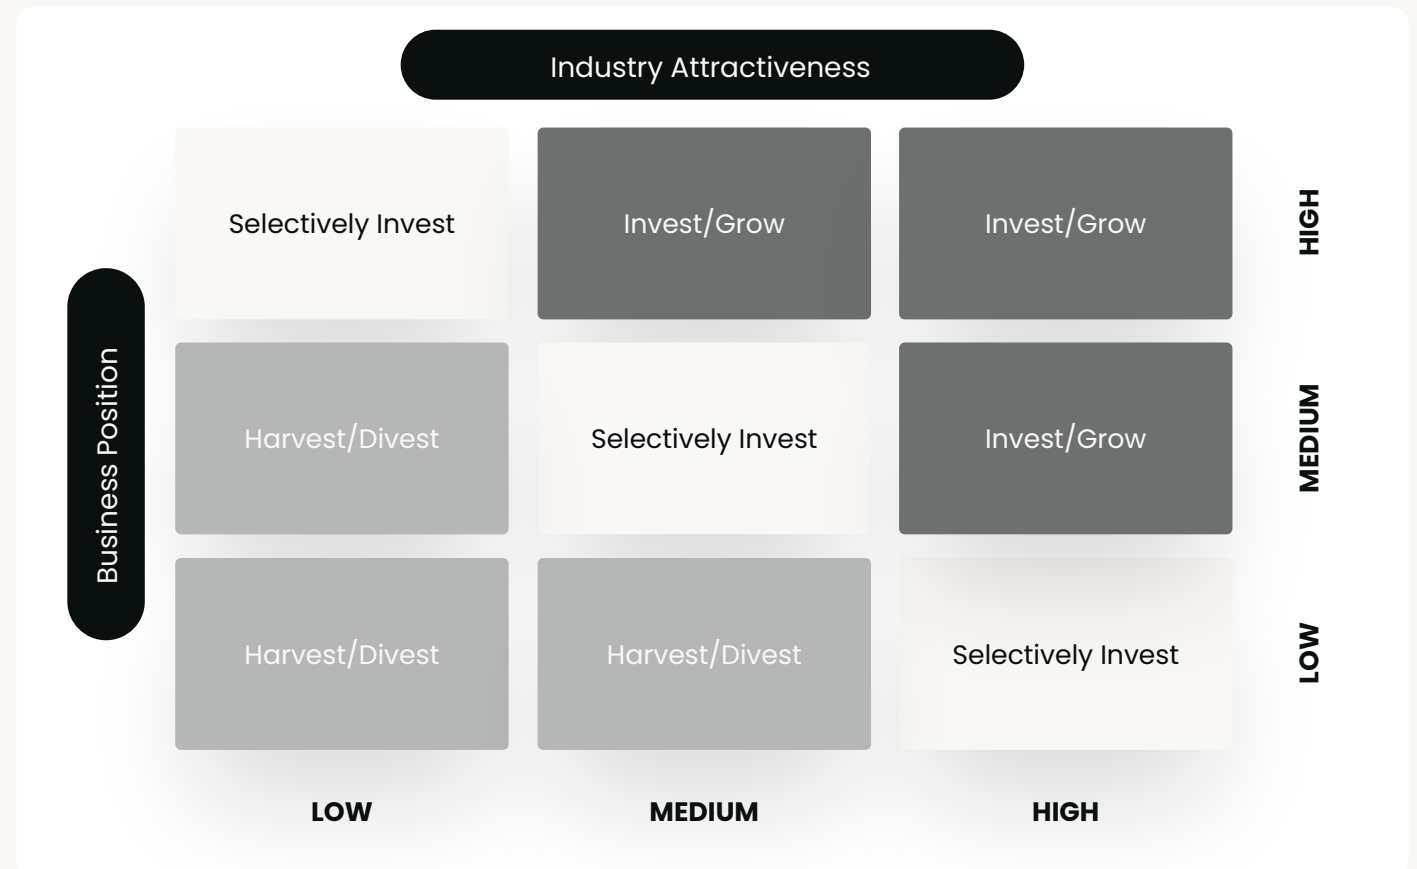 Industry Attractiveness
Selectively Invest
Invest/Grow
Invest/Grow
HIGH
Business Position
Harvest/Divest
Selectively Invest
Invest/Grow
MEDIUM
Harvest/Divest
Harvest/Divest
Selectively Invest
LOW
LOW
MEDIUM
HIGH